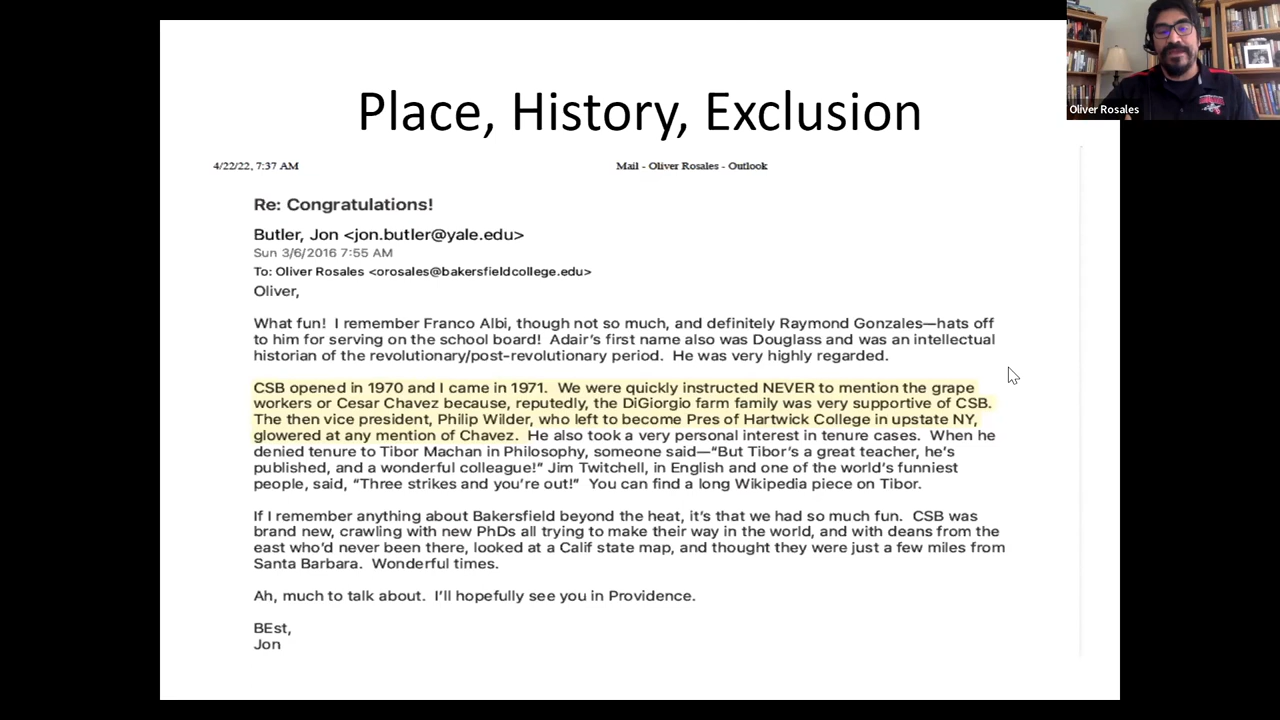 Oliver Rosales
Place, History, Exclusion
4/22/22, 7:37 AM
Mail - Oliver Rosales - Outlook
Re: Congratulations!
Butler, Jon <jon.butler@yale.edu>
Sun 3/6/2016 7:55 AM
To: Oliver Rosales <orosales@bakersfieldcollege.edu>
Oliver,
What fun!  I remember Franco Albi, though not so much, and definitely Raymond Gonzales—hats off
to him for serving on the school board!  Adair’s first name also was Douglass and was an intellectual
historian of the revolutionary/post-revolutionary period.  He was very highly regarded.
CSB opened in 1970 and I came in 1971.  We were quickly instructed NEVER to mention the grape
workers or Cesar Chavez because, reputedly, the DiGiorgio farm family was very supportive of CSB.
The then vice president, Philip Wilder, who left to become Pres of Hartwick College in upstate NY,
glowered at any mention of Chavez.  He also took a very personal interest in tenure cases.  When he
denied tenure to Tibor Machan in Philosophy, someone said—“But Tibor’s a great teacher, he’s
published, and a wonderful colleague!” Jim Twitchell, in English and one of the world’s funniest
people, said, “Three strikes and you’re out!”  You can find a long Wikipedia piece on Tibor.
If I remember anything about Bakersfield beyond the heat, it’s that we had so much fun.  CSB was
brand new, crawling with new PhDs all trying to make their way in the world, and with deans from the
east who’d never been there, looked at a Calif state map, and thought they were just a few miles from
Santa Barbara.  Wonderful times.
Ah, much to talk about.  I’ll hopefully see you in Providence.
BEst,
Jon